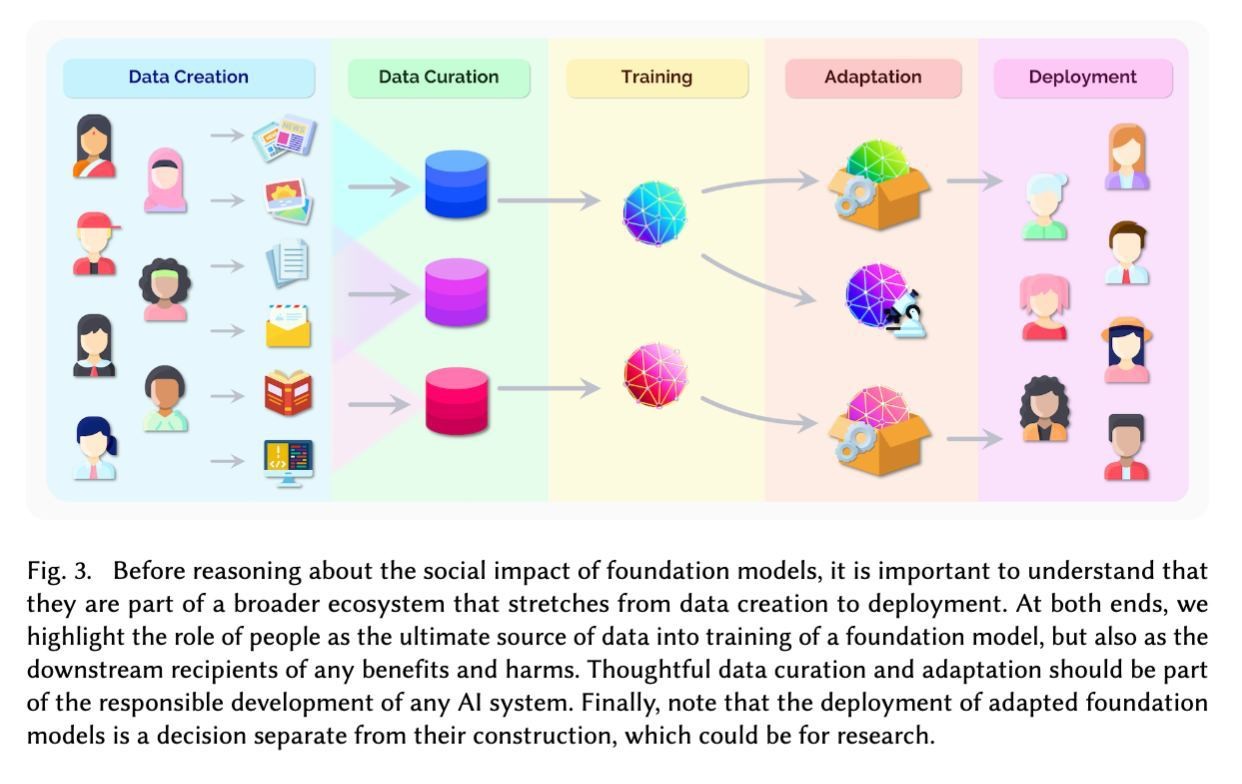 Data Creation
Data Curation
Training
Adaptation
Deployment
NEWS
Fig. 3. Before reasoning about the social impact of foundation models, it is important to understand that
they are part of a broader ecosystem that stretches from data creation to deployment. At both ends, we
highlight the role of people as the ultimate source of data into training of a foundation model, but also as the
downstream recipients of any benefits and harms. Thoughtful data curation and adaptation should be part
of the responsible development of any AI system. Finally, note that the deployment of adapted foundation
models is a decision separate from their construction, which could be for research.